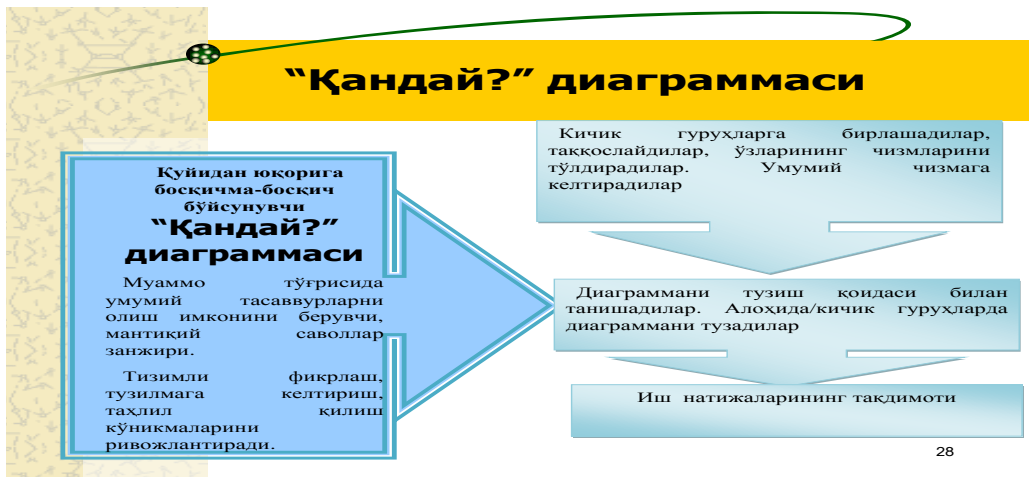 “Қандай?” диаграммаси
Қуйидан юқорига
босқичма-босқич
бўйсунувчи
“Қандай?”
диаграммаси
Муаммо тўғрисида
умумий тасаввурларни
олиш имконини берувчи,
мантиқий саволлар
занжири.
Тизимли фикрлаш,
тузилмага келтириш,
таҳлил қилиш
кўникмаларини
ривожлантиради.
Кичик гуруҳларга бирлашадилар,
таққослайдилар, ўзларининг чизмларини
тўлдирадилар. Умумий чизмага
келтирадилар
Диаграммани тузиш қоидаси билан
танишадилар. Алоҳида/кичик гуруҳларда
диаграммани тузадилар
Иш натижаларининг тақдимоти
28